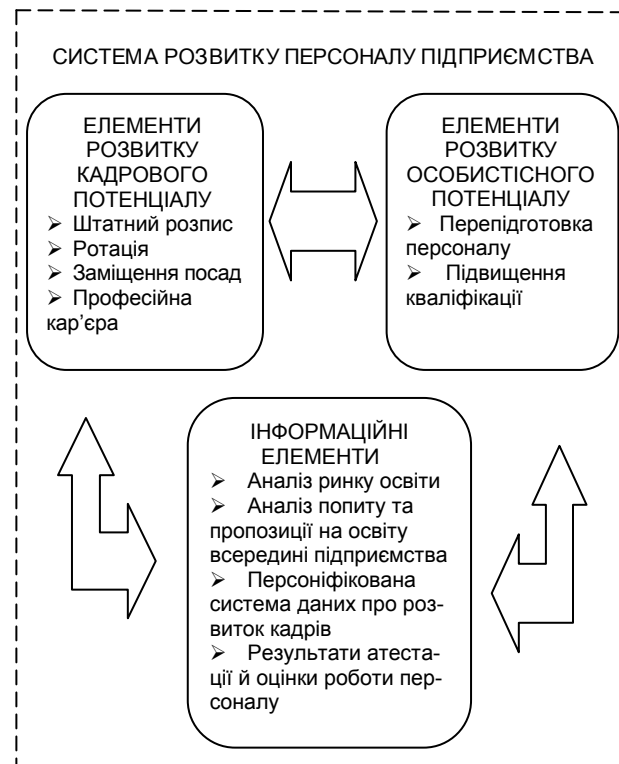 СИСТЕМА РОЗВИТКУ ПЕРСОНАЛУ ПІДПРИЄМСТВА
ЕЛЕМЕНТИ
РОЗВИТКУ
КАДРОВОГО
ПОТЕНЦІАЛУ
➢ Штатний розпис
➢ Ротація
➢ Заміщення посад
➢ Професійна
кар’єра
ЕЛЕМЕНТИ
РОЗВИТКУ
ОСОБИСТІСНОГО
ПОТЕНЦІАЛУ
➢ Перепідготовка
персоналу
➢ Підвищення
кваліфікації
ІНФОРМАЦІЙНІ
ЕЛЕМЕНТИ
➢ Аналіз ринку освіти
➢ Аналіз попиту та
пропозиції на освіту
всередині підприємства
➢ Персоніфікована
система даних про роз-
виток кадрів
➢ Результати атеста-
ції й оцінки роботи пер-
соналу